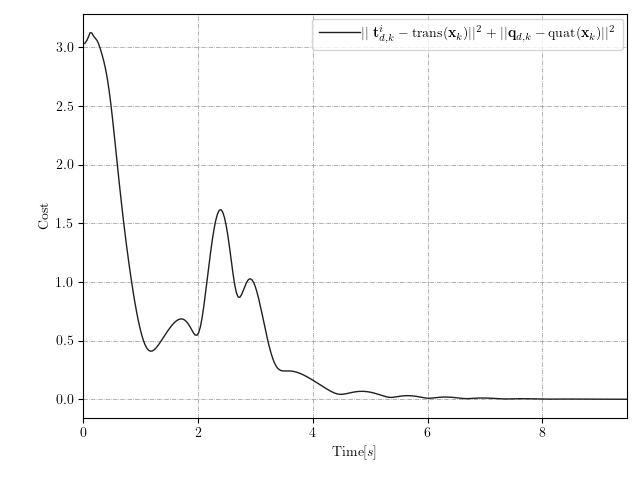 || t^i_{d,k} − trans(x_k)||^2 + ||q_{d,k} − quat(x_k)||^2
3.0
2.5
2.0
1.5
1.0
0.5
0.0
Cost
0 2 4 6 8
Time[s]